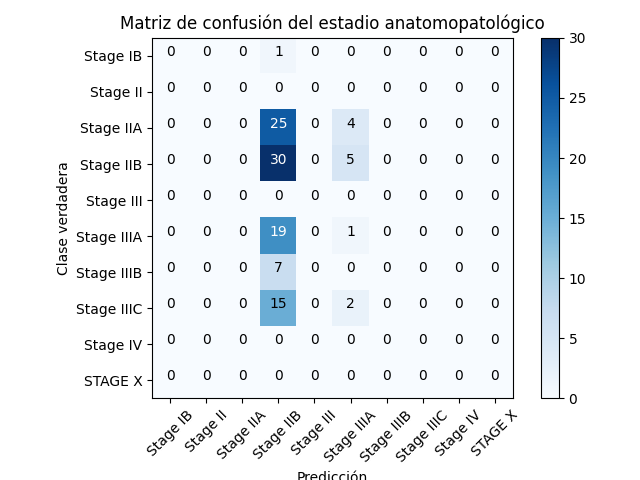 Matriz de confusión del estadio anatomopatológico
Clase verdadera
Stage IB 0 0 0 1 0 0 0 0 0 0
Stage II 0 0 0 0 0 0 0 0 0 0
Stage IIA 0 0 0 25 0 4 0 0 0 0
Stage IIB 0 0 0 30 0 5 0 0 0 0
Stage III 0 0 0 0 0 0 0 0 0 0
Stage IIIA 0 0 0 19 0 1 0 0 0 0
Stage IIIB 0 0 0 7 0 0 0 0 0 0
Stage IIIC 0 0 0 15 0 2 0 0 0 0
Stage IV 0 0 0 0 0 0 0 0 0 0
STAGE X 0 0 0 0 0 0 0 0 0 0
Stage IB Stage II Stage IIA Stage IIB Stage III Stage IIIA Stage IIIB Stage IIIC Stage IV STAGE X
Predicción
30
25
20
15
10
5
0